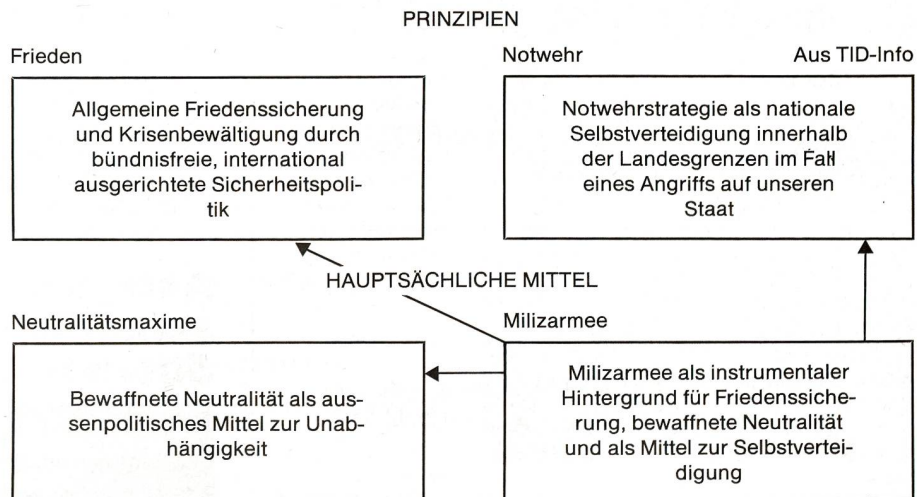 PRINZIPIEN
Frieden
Notwehr
Aus TID-Info
Allgemeine Friedenssicherung
und Krisenbewältigung durch
bündnisfreie, international
ausgerichtete Sicherheitspoli-
tik
Notwehrstrategie als nationale
Selbstverteidigung innerhalb
der Landesgrenzen im Fall
eines Angriffs auf unseren
Staat
HAUPTSÄCHLICHE MITTEL
Neutralitätsmaxime
Milizarmee
Bewaffnete Neutralität als aus-
senpolitisches Mittel zur Unab-
hängigkeit
Milizarmee als instrumentaler
Hintergrund für Friedenssiche-
rung, bewaffnete Neutralität
und als Mittel zur Selbstvertei-
digung